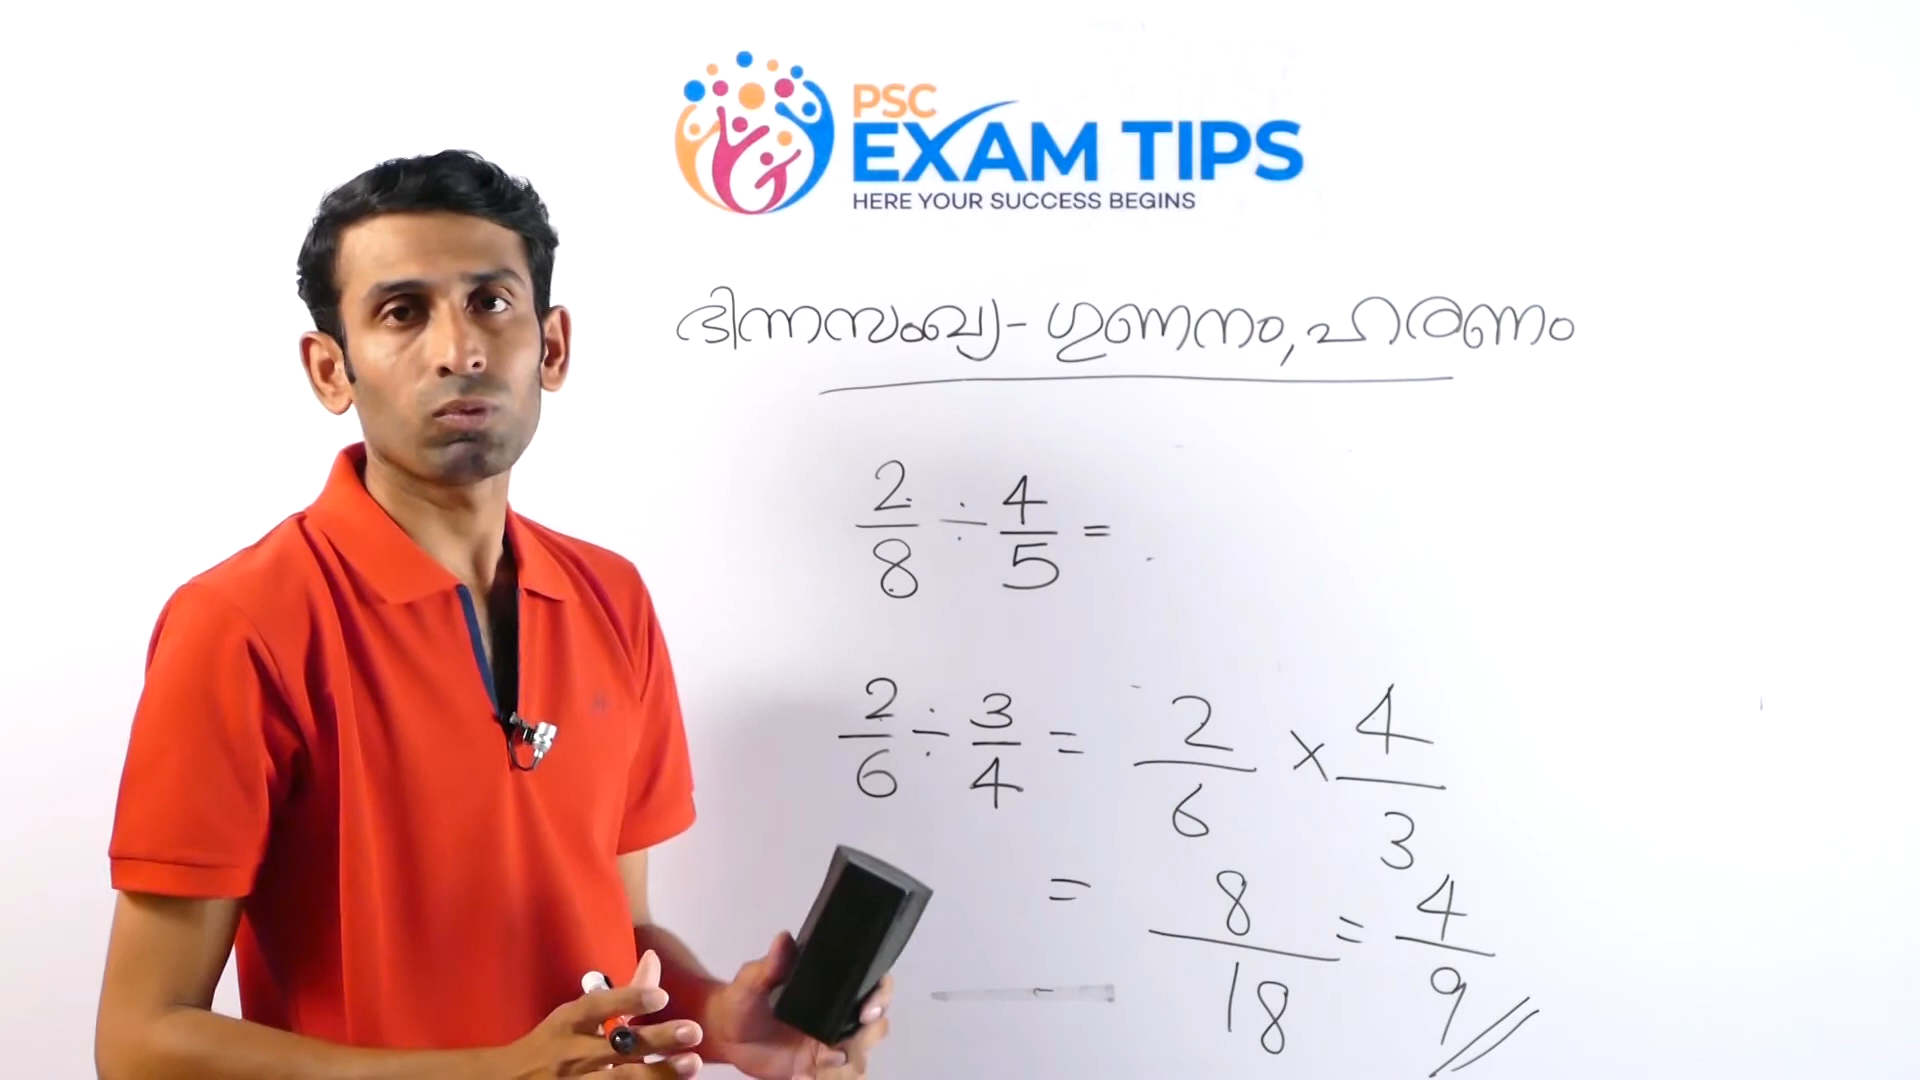 PSC
EXAM TIPS
HERE YOUR SUCCESS BEGINS
ഭിന്നസംഖ്യ - ഗുണനം, ഹരണം
2/8 ÷ 4/5 =
2/6 ÷ 3/4 = 2/6 × 4/3
= 8/18 = 4/9